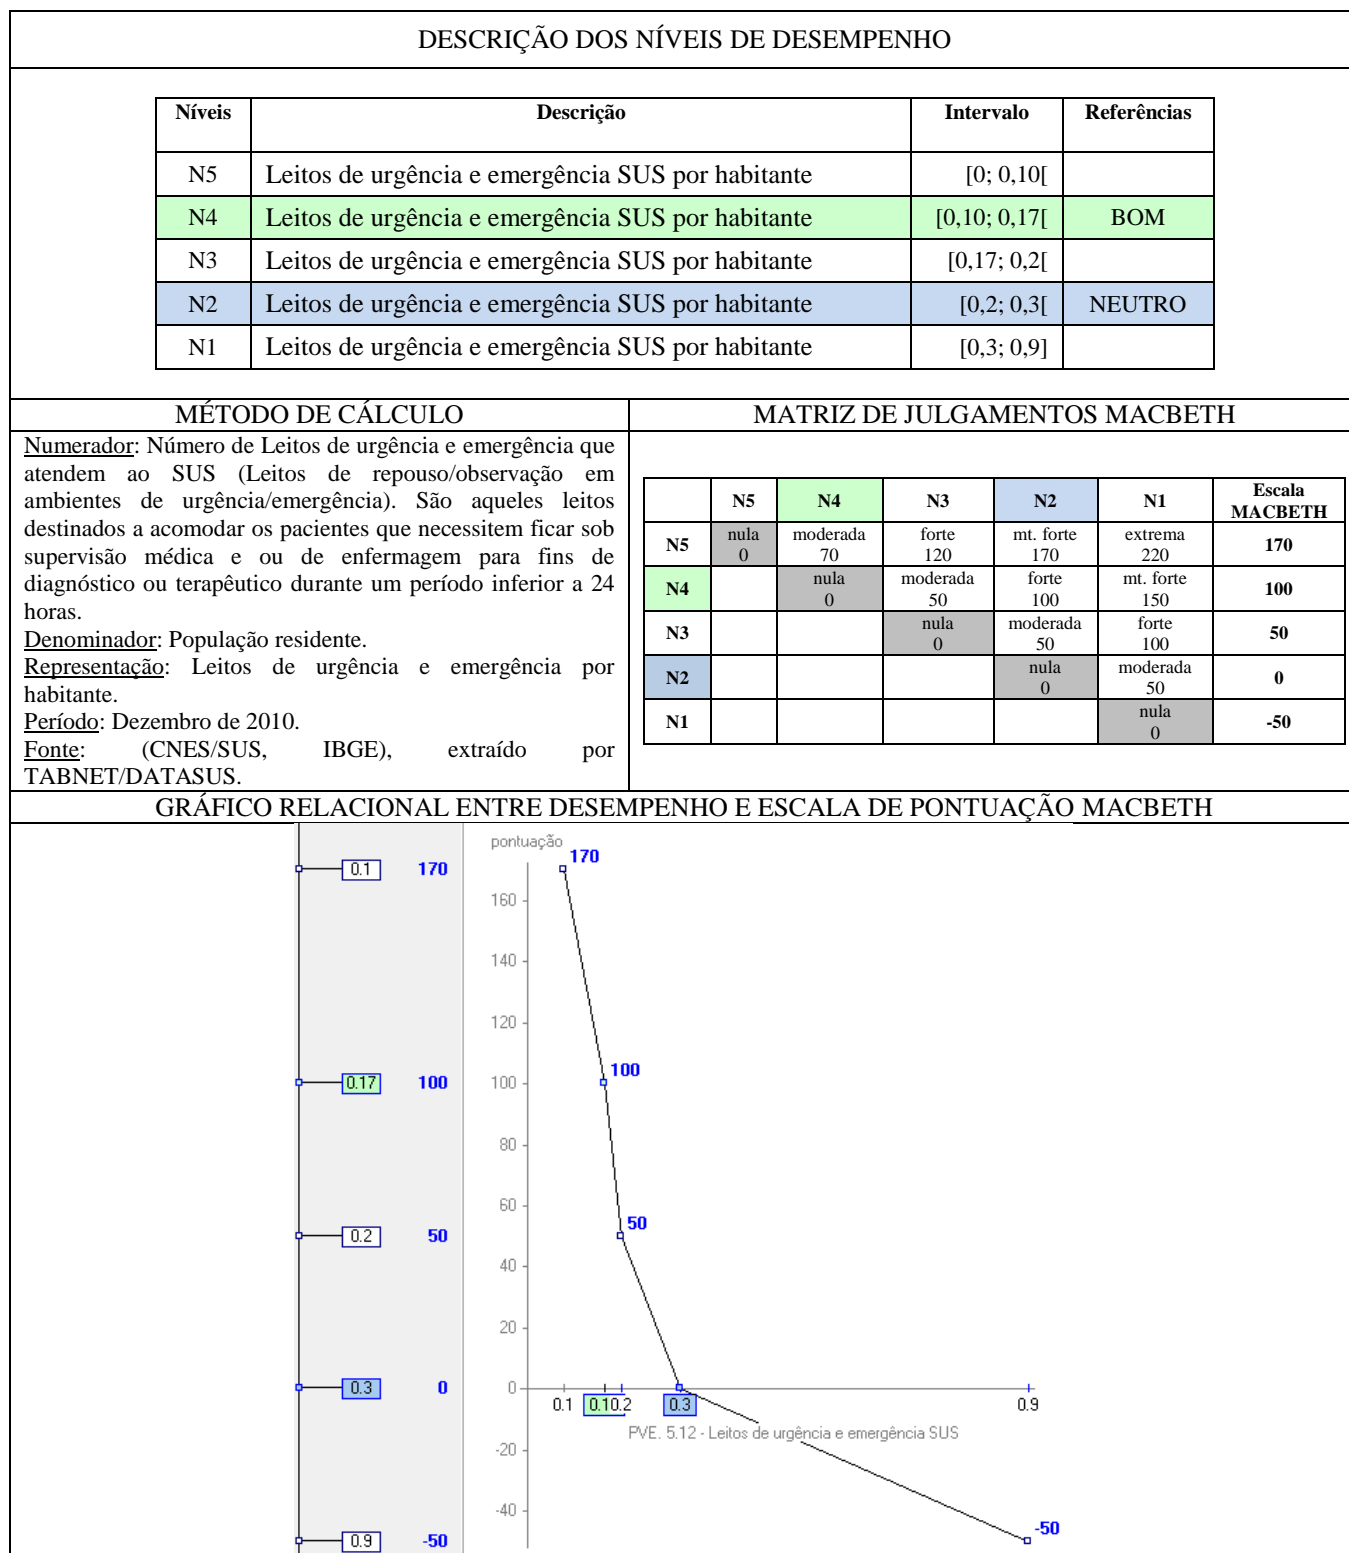 DESCRIÇÃO DOS NÍVEIS DE DESEMPENHO
Níveis Descrição Intervalo Referências
N5 Leitos de urgência e emergência SUS por habitante [0; 0,10[
N4 Leitos de urgência e emergência SUS por habitante [0,10; 0,17[ BOM
N3 Leitos de urgência e emergência SUS por habitante [0,17; 0,2[
N2 Leitos de urgência e emergência SUS por habitante [0,2; 0,3[ NEUTRO
N1 Leitos de urgência e emergência SUS por habitante [0,3; 0,9]
MÉTODO DE CÁLCULO
Numerador: Número de Leitos de urgência e emergência que
atendem ao SUS (Leitos de repouso/observação em
ambientes de urgência/emergência). São aqueles leitos
destinados a acomodar os pacientes que necessitem ficar sob
supervisão médica e ou de enfermagem para fins de
diagnóstico ou terapêutico durante um período inferior a 24
horas.
Denominador: População residente.
Representação: Leitos de urgência e emergência por
habitante.
Período: Dezembro de 2010.
Fonte: (CNES/SUS, IBGE), extraído por
TABNET/DATASUS.
MATRIZ DE JULGAMENTOS MACBETH
N5 N4 N3 N2 N1 Escala
MACBETH
N5 nula moderada forte mt. forte extrema 170
0 70 120 170 220
N4 nula moderada forte mt. forte 100
0 50 100 150
N3 nula moderada forte 50
0 50 100
N2 nula moderada 0
0 50
N1 nula -50
0
GRÁFICO RELACIONAL ENTRE DESEMPENHO E ESCALA DE PONTUAÇÃO MACBETH
0.1 170
0.17 100
0.2 50
0.3 0
0.9 -50
pontuação
170
160
140
120
100
100
80
60
50
40
20
0
0.1 0.1 0.2 0.3 0.9
PVE. 5.12 - Leitos de urgência e emergência SUS
-20
-40
-50